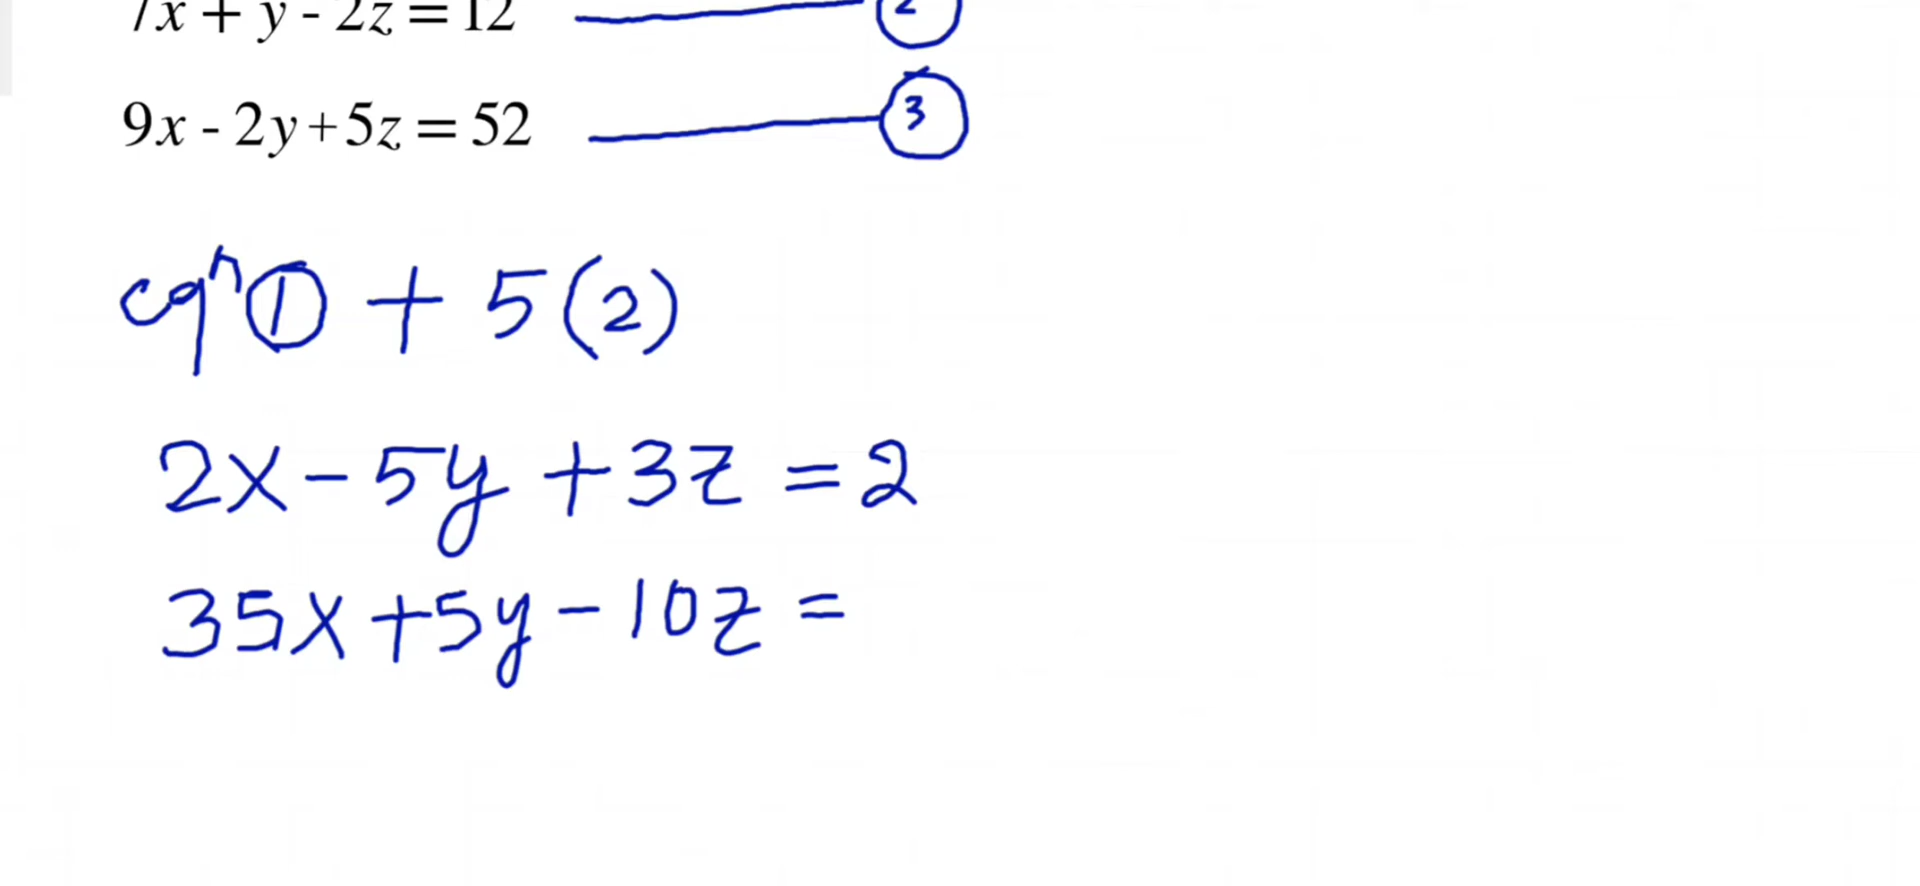 7x + y - 2z = 12 2
9x - 2y + 5z = 52 3
eqn 1 + 5(2)
2x - 5y + 3z = 2
35x + 5y - 10z =